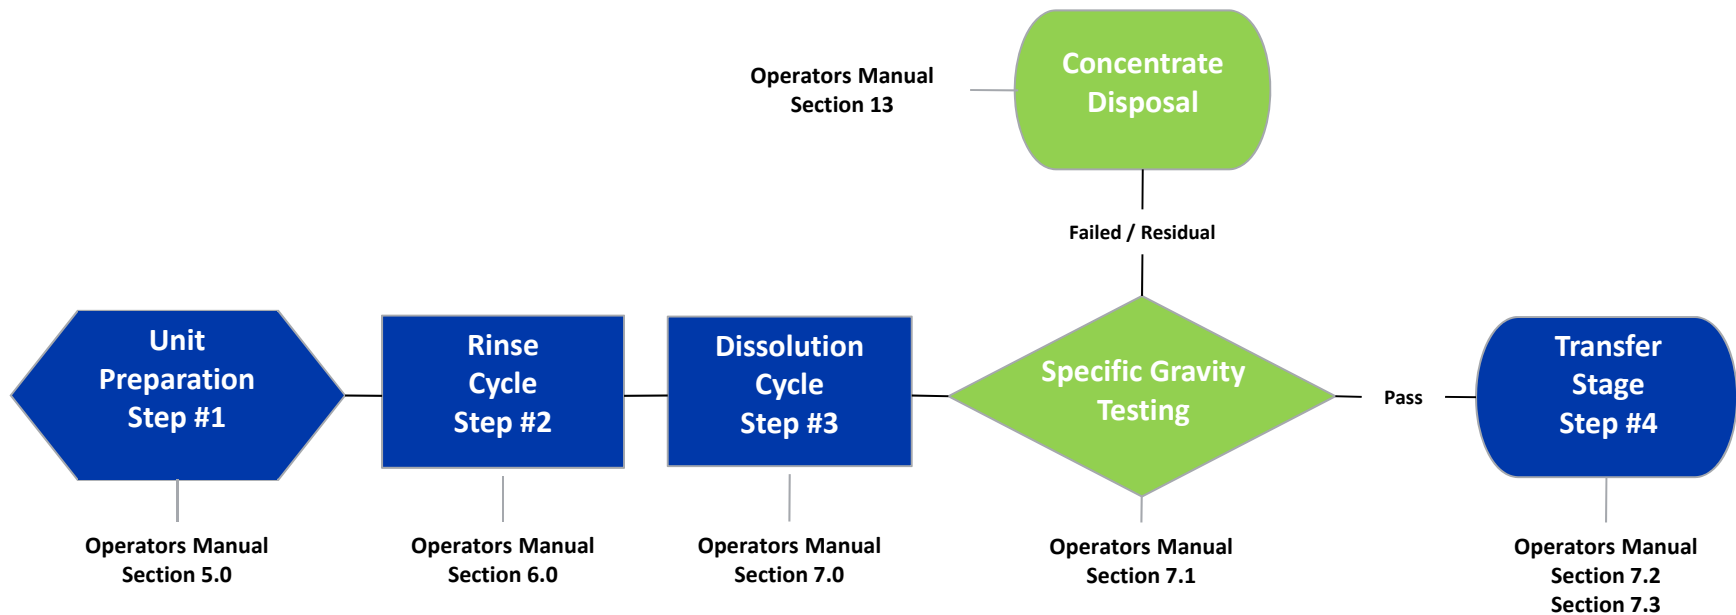 Concentrate
Disposal
Operators Manual
Section 13
Failed / Residual
Unit
Preparation
Step #1
Rinse
Cycle
Step #2
Dissolution
Cycle
Step #3
Specific Gravity
Testing
Pass
Transfer
Stage
Step #4
Operators Manual
Section 5.0
Operators Manual
Section 6.0
Operators Manual
Section 7.0
Operators Manual
Section 7.1
Operators Manual
Section 7.2
Section 7.3